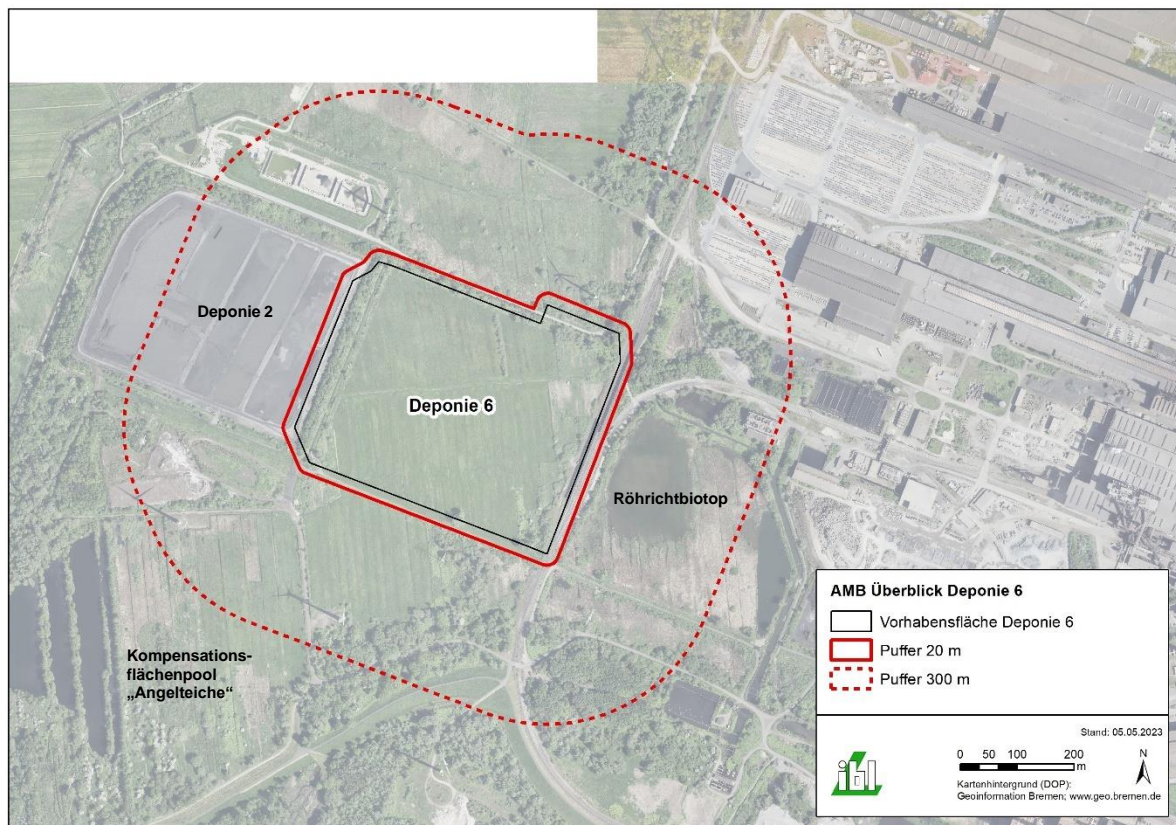 Deponie 2
Deponie 6
Röhrichtbiotop
Kompensations-
flächenpool
„Angelteiche“
AMB Überblick Deponie 6
Vorhabensfläche Deponie 6
Puffer 20 m
Puffer 300 m
Stand: 05.05.2023
0 50 100 200
m
N
ibl
Kartenhintergrund (DOP):
Geoinformation Bremen; www.geo.bremen.de